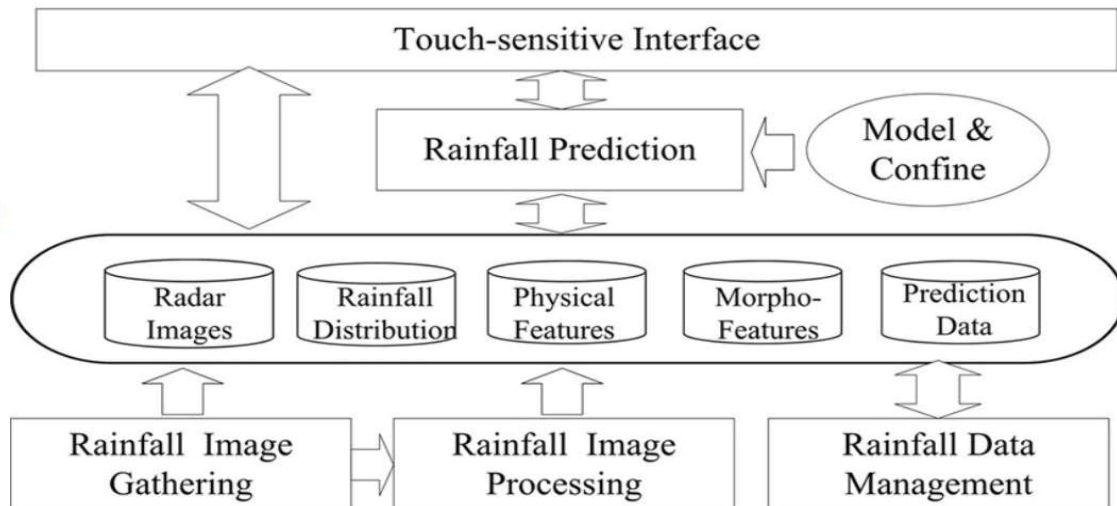 Touch-sensitive Interface
Rainfall Prediction
Model &
Confine
Radar
Images
Rainfall
Distribution
Physical
Features
Morpho-
Features
Prediction
Data
Rainfall Image
Gathering
Rainfall Image
Processing
Rainfall Data
Management